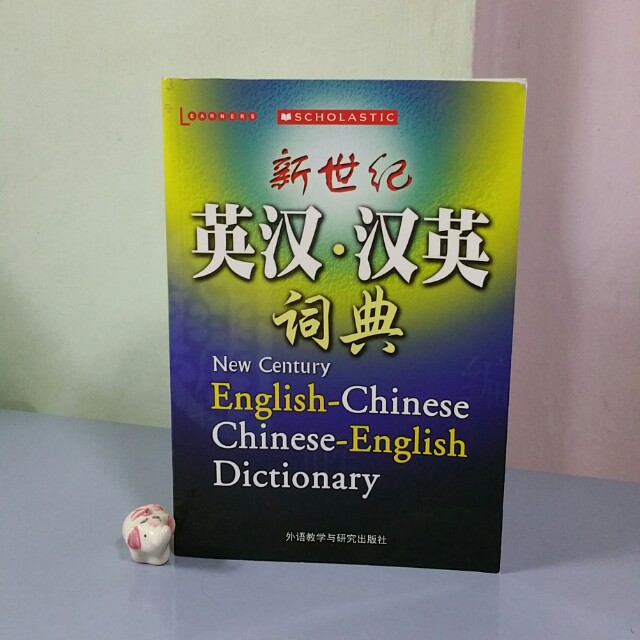 LEARNERS
SCHOLASTIC
新世纪
英汉·汉英
词典
New Century
English-Chinese
Chinese-English
Dictionary
外语教学与研究出版社